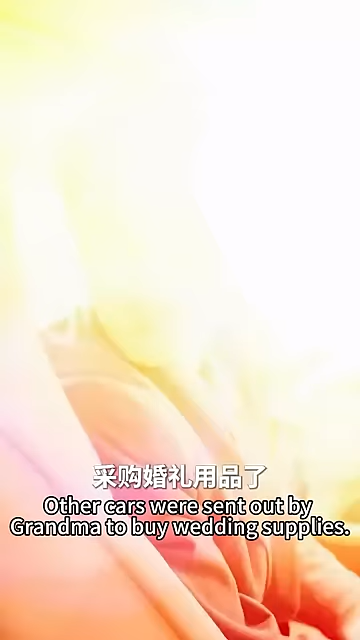 采购婚礼用品了
Other cars were sent out by
Grandma to buy wedding supplies.